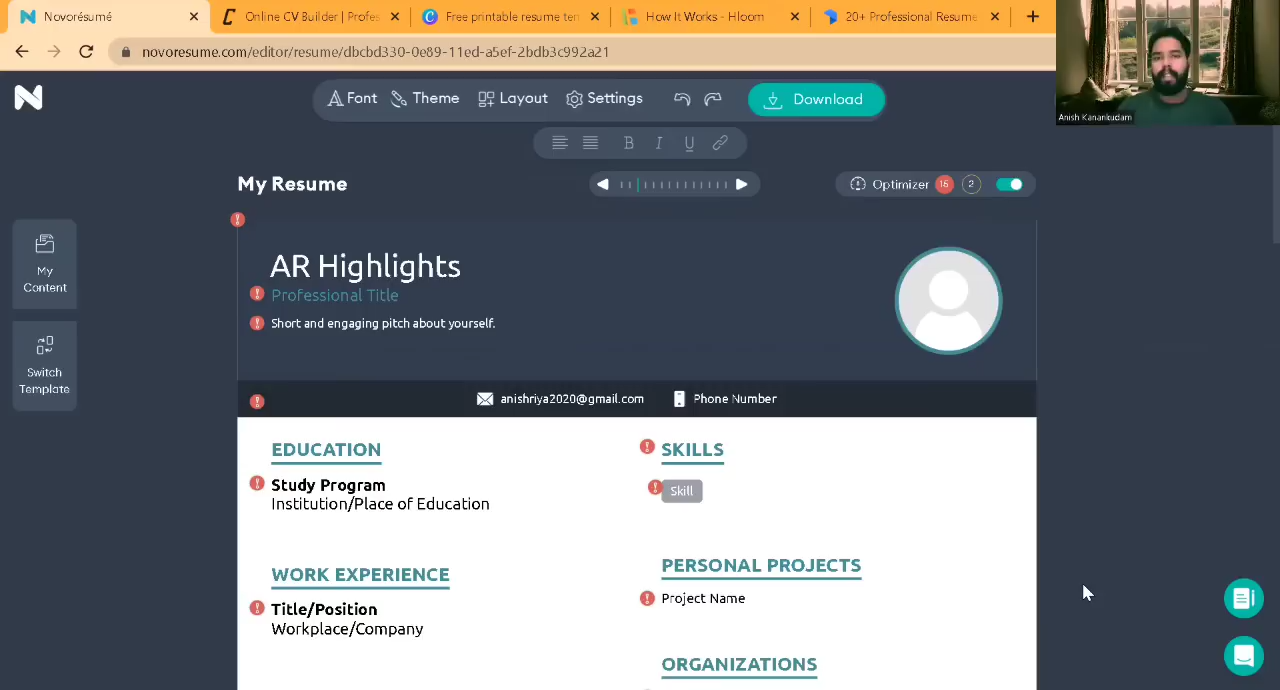 Novorésumé
Online CV Builder | Profes
Free printable resume ten
How It Works - Hloom
20+ Professional Resume
novoresume.com/editor/resume/dbcbd330-0e89-11ed-a5ef-2bdb3c992a21
Anish Kanankudam
N
Font
Theme
Layout
Settings
Download
B I U
My Resume
Optimizer 15 2
My
Content
Switch
Template
AR Highlights
Professional Title
Short and engaging pitch about yourself.
anishriya2020@gmail.com
Phone Number
EDUCATION
Study Program
Institution/Place of Education
WORK EXPERIENCE
Title/Position
Workplace/Company
SKILLS
Skill
PERSONAL PROJECTS
Project Name
ORGANIZATIONS